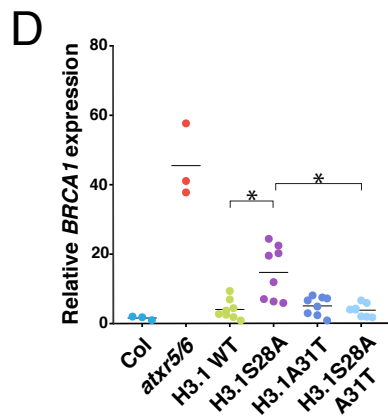 D
Relative BRCA1 expression
80
60
40
20
0
*
*
Col
atxr5/6
H3.1 WT
H3.1S28A
H3.1A31T
H3.1S28A
A31T